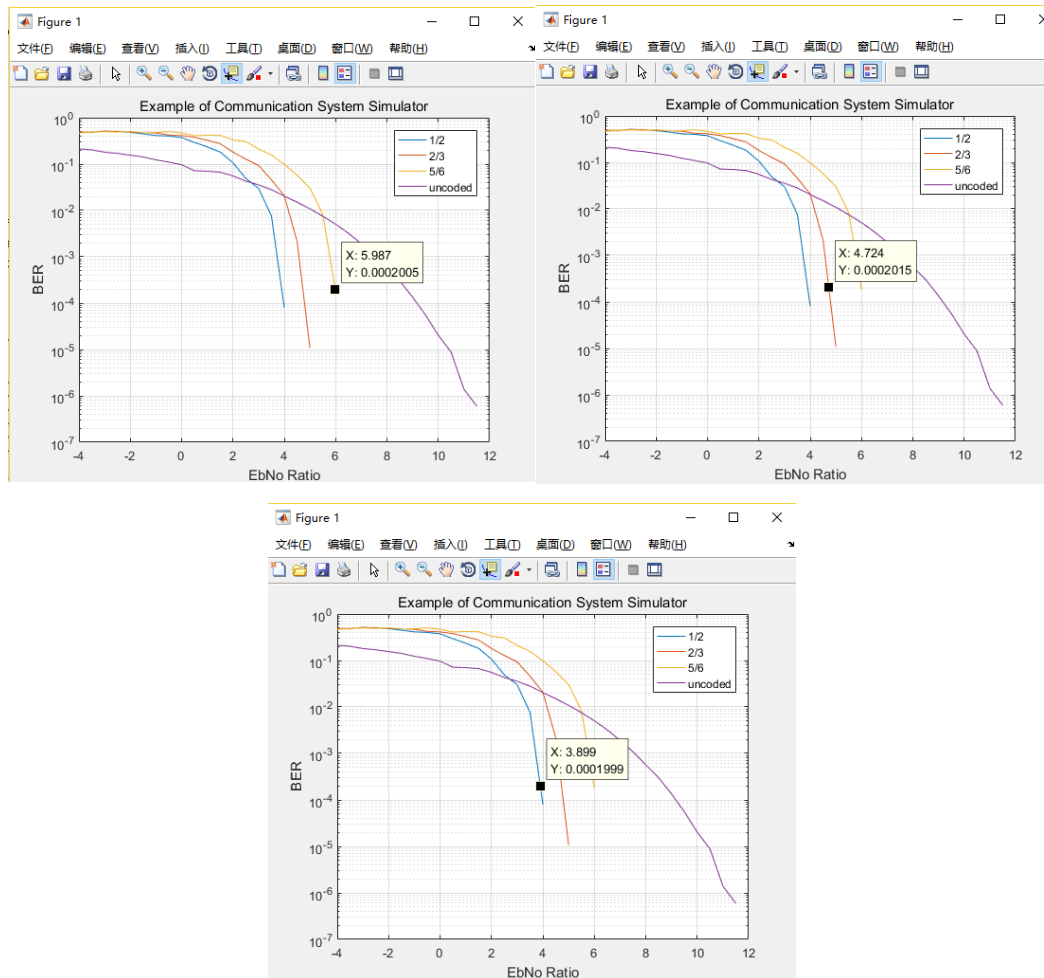 Figure 1
文件(F) 编辑(E) 查看(V) 插入(I) 工具(T) 桌面(D) 窗口(W) 帮助(H)
Example of Communication System Simulator
10^0
10^-1
10^-2
10^-3
10^-4
10^-5
10^-6
10^-7
BER
1/2
2/3
5/6
uncoded
X: 5.987
Y: 0.0002005
-4 -2 0 2 4 6 8 10 12
EbNo Ratio
Figure 1
文件(F) 编辑(E) 查看(V) 插入(I) 工具(T) 桌面(D) 窗口(W) 帮助(H)
Example of Communication System Simulator
10^0
10^-1
10^-2
10^-3
10^-4
10^-5
10^-6
10^-7
BER
1/2
2/3
5/6
uncoded
X: 4.724
Y: 0.0002015
-4 -2 0 2 4 6 8 10 12
EbNo Ratio
Figure 1
文件(F) 编辑(E) 查看(V) 插入(I) 工具(T) 桌面(D) 窗口(W) 帮助(H)
Example of Communication System Simulator
10^0
10^-1
10^-2
10^-3
10^-4
10^-5
10^-6
10^-7
BER
1/2
2/3
5/6
uncoded
X: 3.899
Y: 0.0001999
-4 -2 0 2 4 6 8 10 12
EbNo Ratio